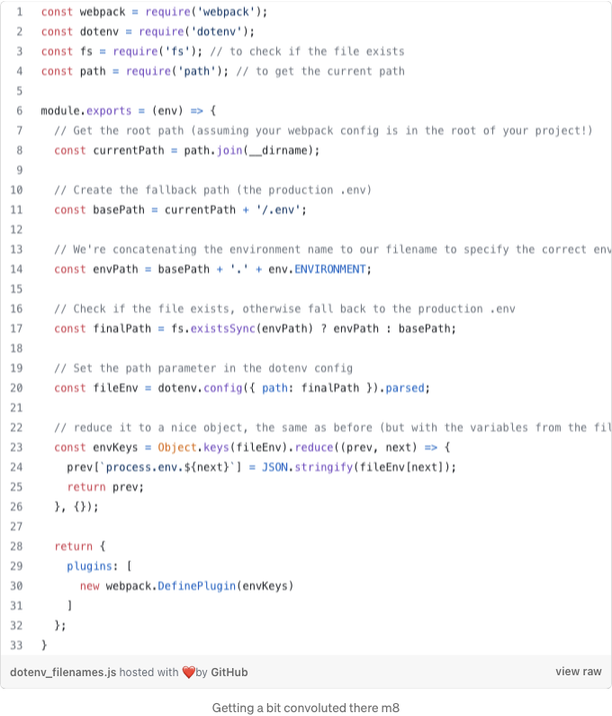 1 const webpack = require('webpack');
2 const dotenv = require('dotenv');
3 const fs = require('fs'); // to check if the file exists
4 const path = require('path'); // to get the current path
5
6 module.exports = (env) => {
7 // Get the root path (assuming your webpack config is in the root of your project!)
8 const currentPath = path.join(__dirname);
9
10 // Create the fallback path (the production .env)
11 const basePath = currentPath + '/.env';
12
13 // We're concatenating the environment name to our filename to specify the correct env
14 const envPath = basePath + '.' + env.ENVIRONMENT;
15
16 // Check if the file exists, otherwise fall back to the production .env
17 const finalPath = fs.existsSync(envPath) ? envPath : basePath;
18
19 // Set the path parameter in the dotenv config
20 const fileEnv = dotenv.config({ path: finalPath }).parsed;
21
22 // reduce it to a nice object, the same as before (but with the variables from the fil
23 const envKeys = Object.keys(fileEnv).reduce((prev, next) => {
24 prev[`process.env.${next}`] = JSON.stringify(fileEnv[next]);
25 return prev;
26 }, {});
27
28 return {
29 plugins: [
30 new webpack.DefinePlugin(envKeys)
31 ]
32 };
33 }
dotenv_filenames.js hosted with ❤️by GitHub view raw
Getting a bit convoluted there m8